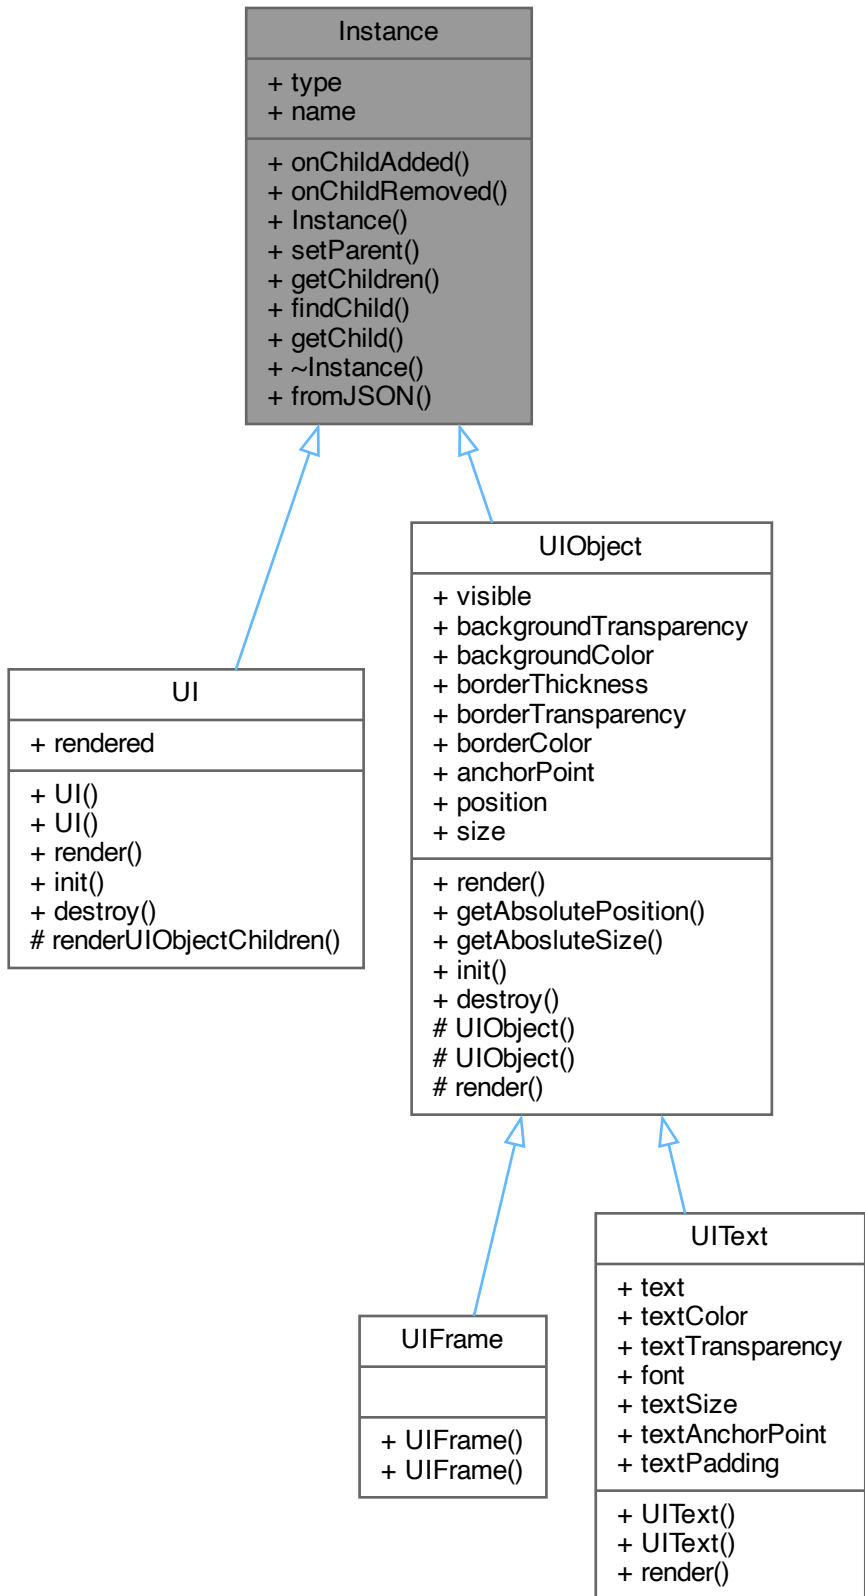 Instance
+ type
+ name
+ onChildAdded()
+ onChildRemoved()
+ Instance()
+ setParent()
+ getChildren()
+ findChild()
+ getChild()
+ ~Instance()
+ fromJSON()
UI
+ rendered
+ UI()
+ UI()
+ render()
+ init()
+ destroy()
# renderUIObjectChildren()
UIObject
+ visible
+ backgroundTransparency
+ backgroundColor
+ borderThickness
+ borderTransparency
+ borderColor
+ anchorPoint
+ position
+ size
+ render()
+ getAbsolutePosition()
+ getAbosluteSize()
+ init()
+ destroy()
# UIObject()
# UIObject()
# render()
UIFrame
+ UIFrame()
+ UIFrame()
UIText
+ text
+ textColor
+ textTransparency
+ font
+ textSize
+ textAnchorPoint
+ textPadding
+ UIText()
+ UIText()
+ render()